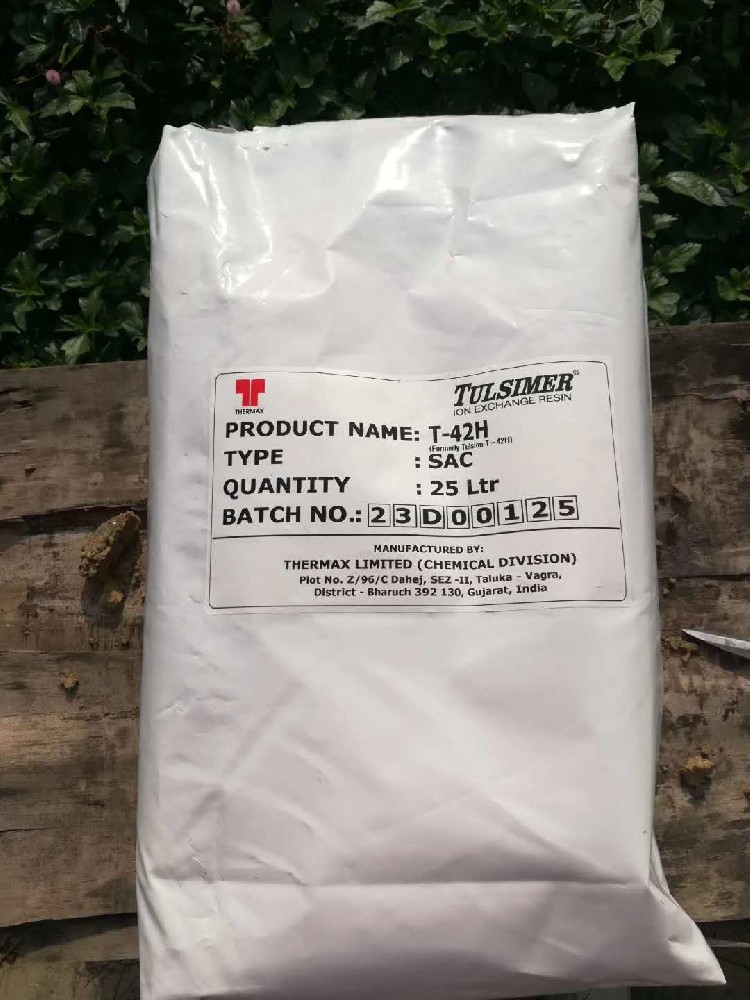 THERMAX
TULSIMER®
ION EXCHANGE RESIN
PRODUCT NAME: T-42H
(Formerly Tulsion T-42H)
TYPE : SAC
QUANTITY : 25 Ltr
BATCH NO.: 23D00125
MANUFACTURED BY:
THERMAX LIMITED (CHEMICAL DIVISION)
Plot No. Z/96/C Dahej, SEZ -II, Taluka - Vagra,
District - Bharuch 392 130, Gujarat, India